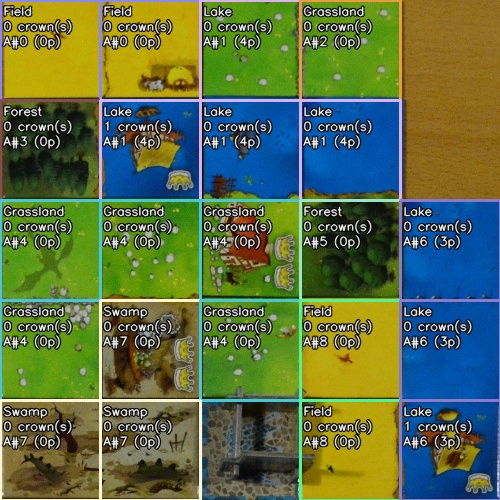 Field
0 crown(s)
A#0 (0p)
Field
0 crown(s)
A#0 (0p)
Lake
0 crown(s)
A#1 (4p)
Grassland
0 crown(s)
A#2 (0p)
Forest
0 crown(s)
A#3 (0p)
Lake
1 crown(s)
A#1 (4p)
Lake
0 crown(s)
A#1 (4p)
Lake
0 crown(s)
A#1 (4p)
Grassland
0 crown(s)
A#4 (0p)
Grassland
0 crown(s)
A#4 (0p)
Grassland
0 crown(s)
A#4 (0p)
Forest
0 crown(s)
A#5 (0p)
Lake
0 crown(s)
A#6 (3p)
Grassland
0 crown(s)
A#4 (0p)
Swamp
0 crown(s)
A#7 (0p)
Grassland
0 crown(s)
A#4 (0p)
Field
0 crown(s)
A#8 (0p)
Lake
0 crown(s)
A#6 (3p)
Swamp
0 crown(s)
A#7 (0p)
Swamp
0 crown(s)
A#7 (0p)
Field
0 crown(s)
A#8 (0p)
Lake
1 crown(s)
A#6 (3p)